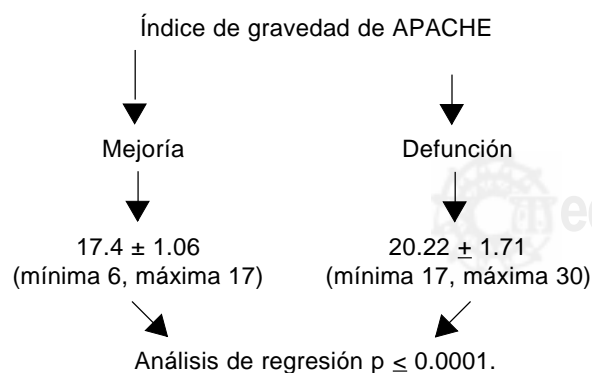 Índice de gravedad de APACHE
Mejoría
Defunción
17.4 ± 1.06
(mínima 6, máxima 17)
20.22 ± 1.71
(mínima 17, máxima 30)
Análisis de regresión p ≤ 0.0001.